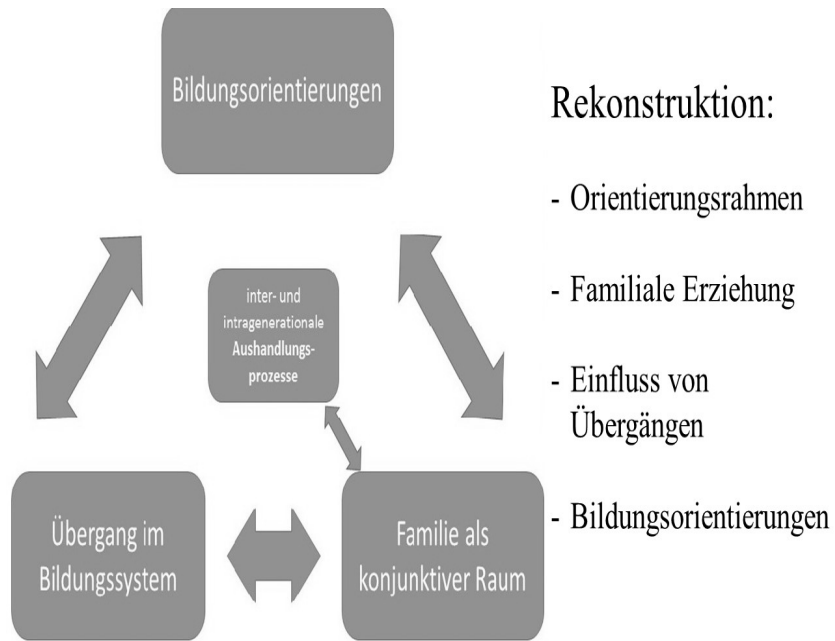 Bildungsorientierungen
inter- und
intragenerationale
Aushandlungs-
prozesse
Übergang im
Bildungssystem
Familie als
konjunktiver Raum
Rekonstruktion:
- Orientierungsrahmen
- Familiale Erziehung
- Einfluss von
Übergängen
- Bildungsorientierungen